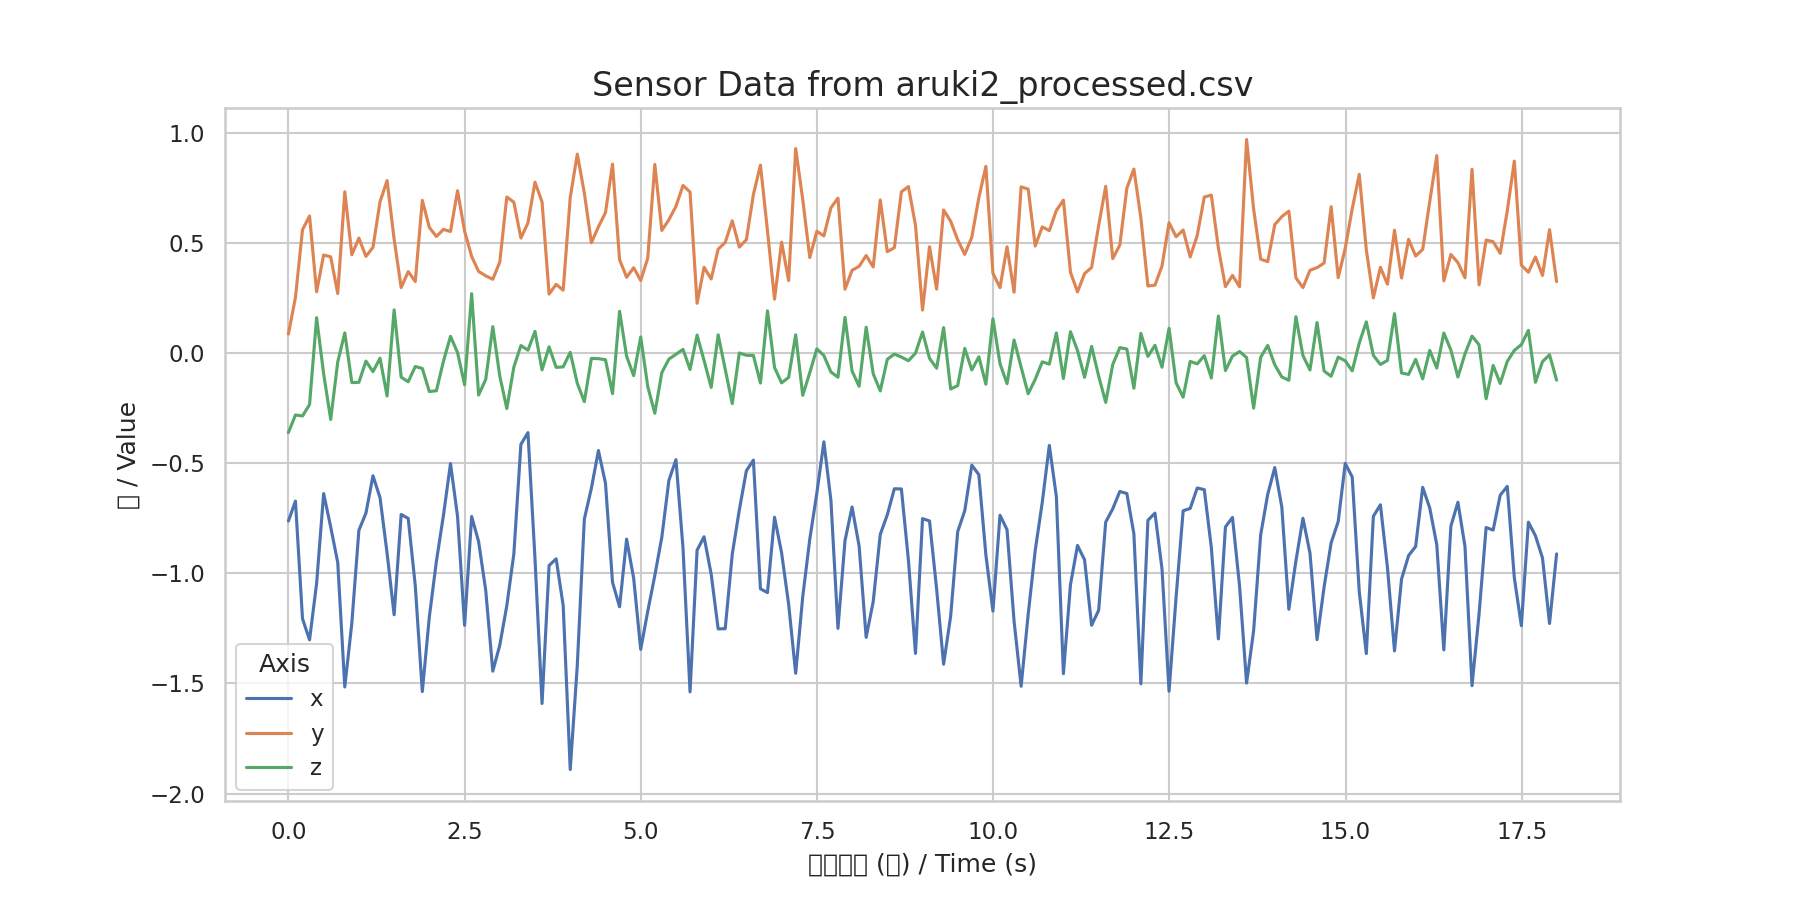 Sensor Data from aruki2_processed.csv
1.0
0.5
0.0
−0.5
−1.0
−1.5
−2.0
/ Value
Axis
x
y
z
0.0 2.5 5.0 7.5 10.0 12.5 15.0 17.5
() / Time (s)